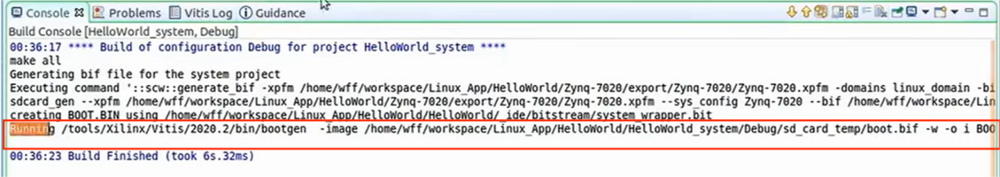 Console Problems Vitis Log Guidance
Build Console [HelloWorld_system, Debug]
00:36:17 **** Build of configuration Debug for project HelloWorld_system ****
make all
Generating bif file for the system project
Executing command '::scw::generate_bif -xpfm /home/wff/workspace/Linux_App/HelloWorld/Zynq-7020/export/Zynq-7020/Zynq-7020.xpfm -domains linux_domain -bi
sdcard_gen --xpfm /home/wff/workspace/Linux_App/HelloWorld/Zynq-7020/export/Zynq-7020/Zynq-7020.xpfm --sys_config Zynq-7020 --bif /home/wff/workspace/Lin
creating BOOT.BIN using /home/wff/workspace/Linux_App/HelloWorld/HelloWorld/_ide/bitstream/system_wrapper.bit
Running /tools/Xilinx/Vitis/2020.2/bin/bootgen -image /home/wff/workspace/Linux_App/HelloWorld/HelloWorld_system/Debug/sd_card_temp/boot.bif -w -o i BOO
00:36:23 Build Finished (took 6s.32ms)